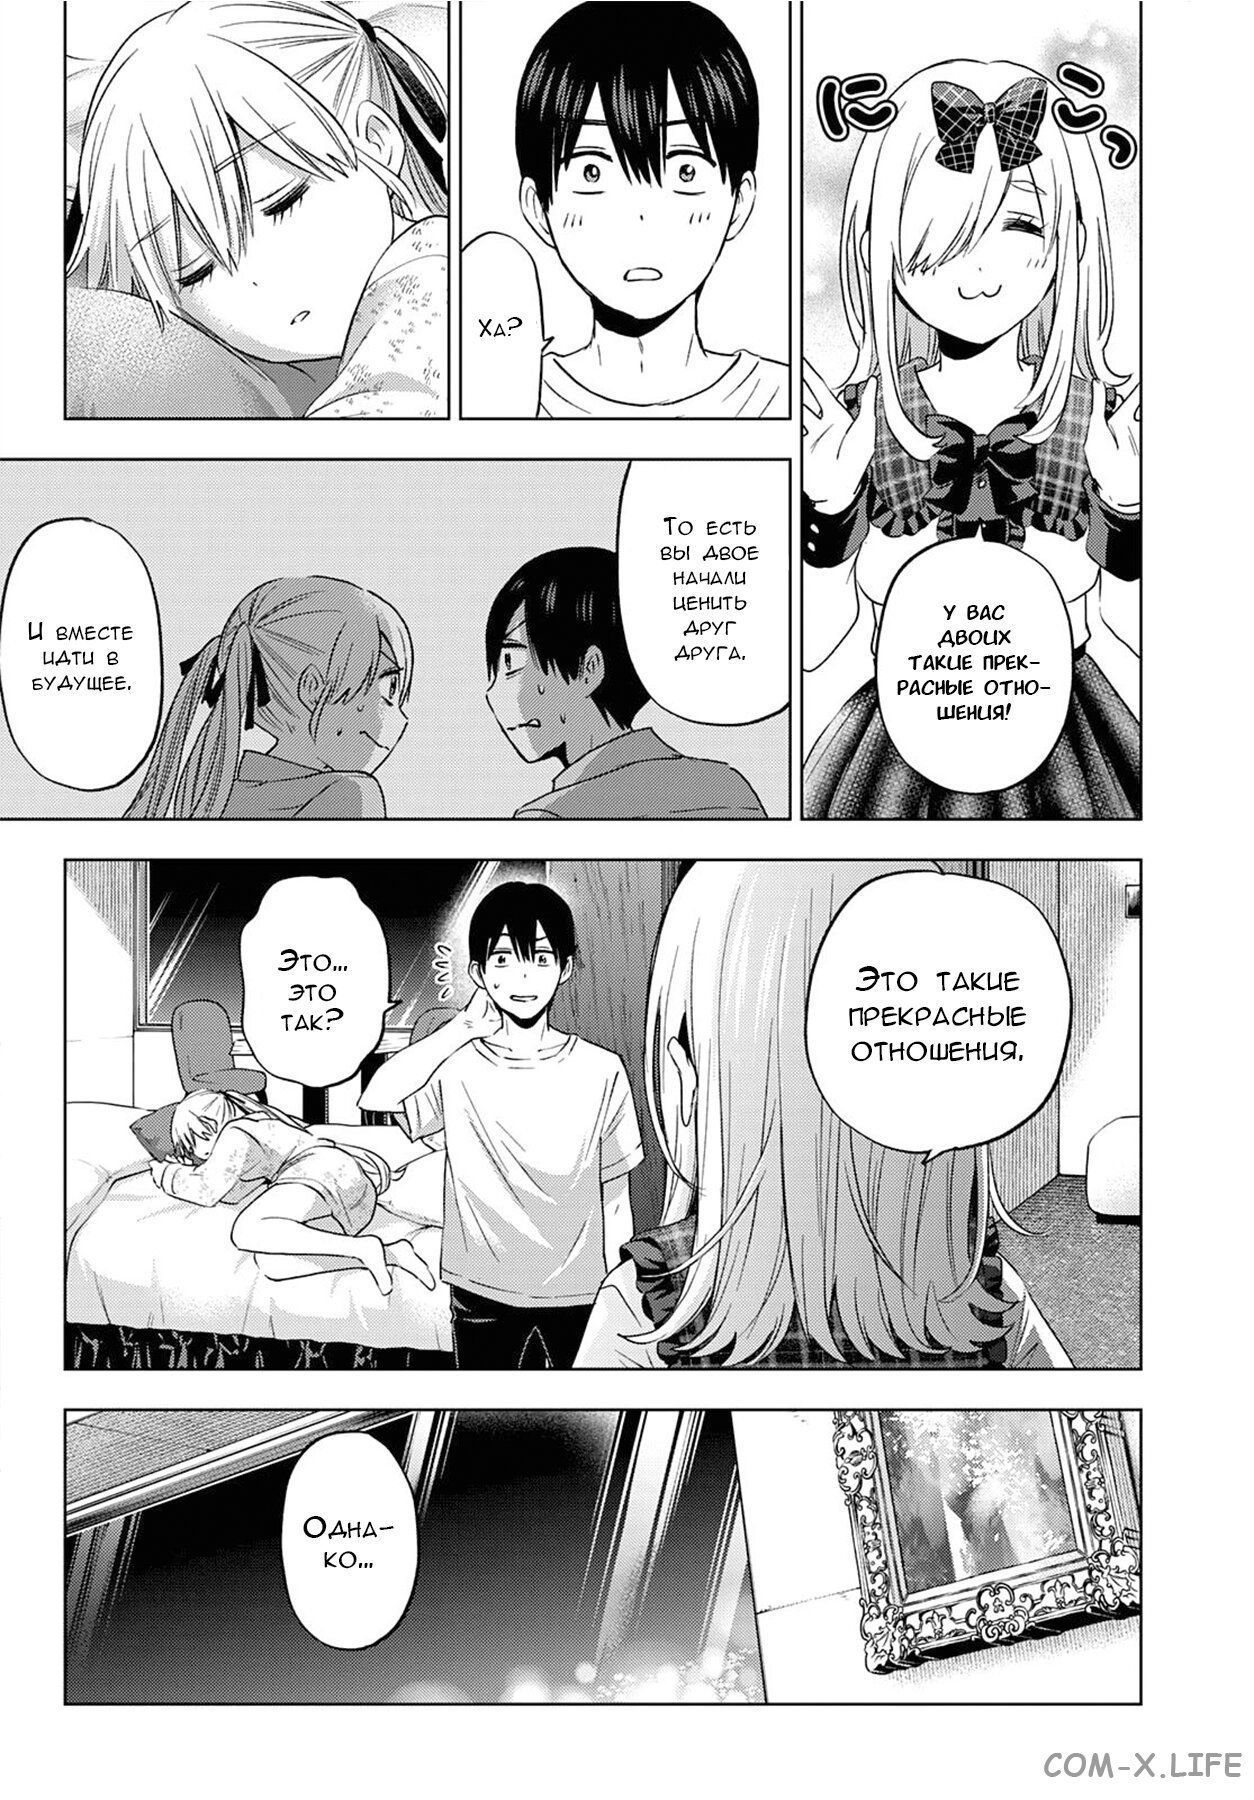 にこっ
У ВАС
ДВОИХ
ТАКИЕ ПРЕК-
РАСНЫЕ ОТНО-
ШЕНИЯ!
ХА?
ТО ЕСТЬ
ВЫ ДВОЕ
НАЧАЛИ
ЦЕНИТЬ
ДРУГ
ДРУГА.
И ВМЕСТЕ
ИДТИ В
БУДУЩЕЕ.
ЭТО ТАКИЕ
ПРЕКРАСНЫЕ
ОТНОШЕНИЯ.
ЭТО...
ЭТО
ТАК?
ОДНА-
КО...
COM-X.LIFE